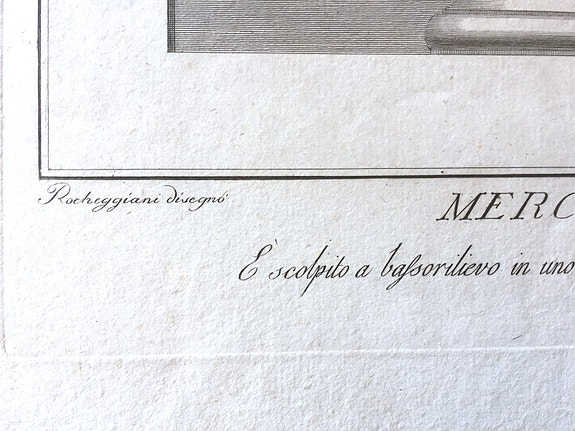 Rocheggiani disegnò
MERC
È scolpito a baſsorilievo in uno